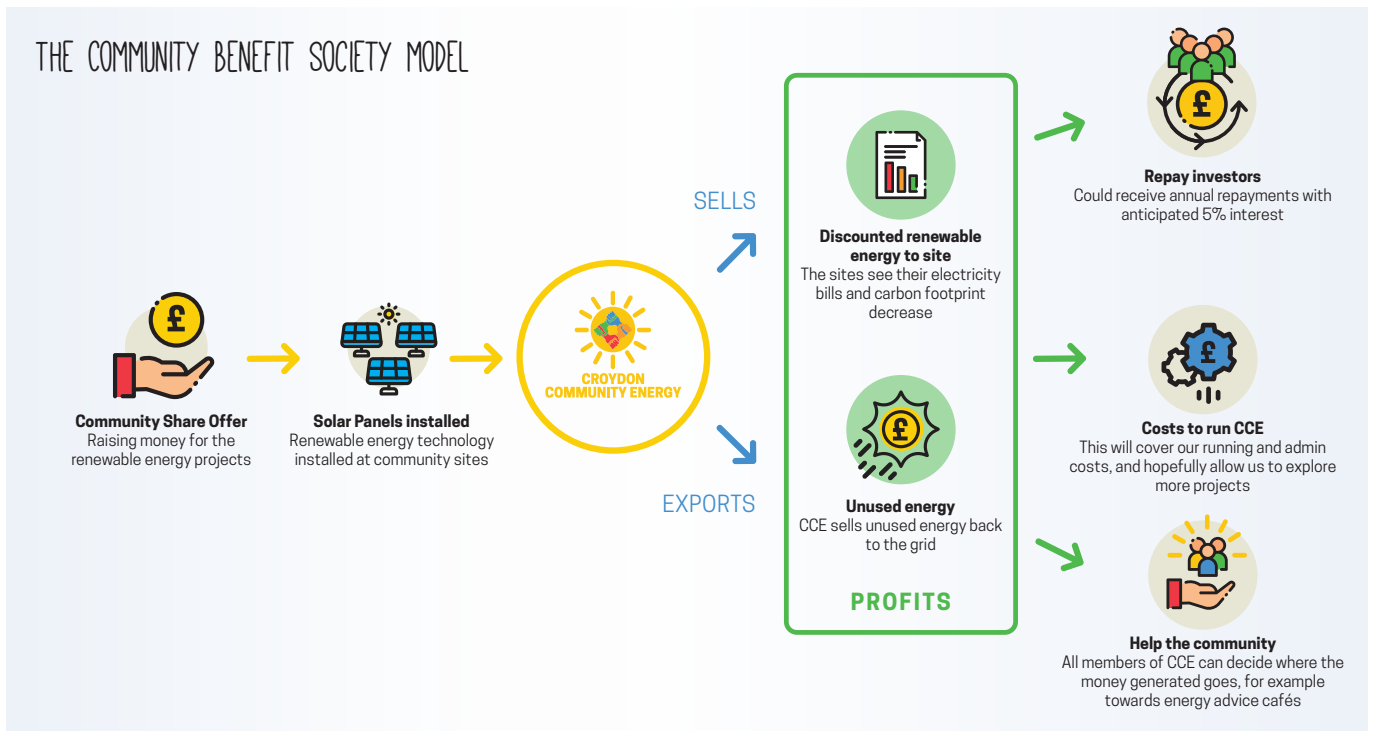 THE COMMUNITY BENEFIT SOCIETY MODEL
£
Community Share Offer
Raising money for the
renewable energy projects
Solar Panels installed
Renewable energy technology
installed at community sites
CROYDON
COMMUNITY ENERGY
SELLS
EXPORTS
Discounted renewable
energy to site
The sites see their electricity
bills and carbon footprint
decrease
£
Unused energy
CCE sells unused energy back
to the grid
PROFITS
£
Repay investors
Could receive annual repayments with
anticipated 5% interest
£
Costs to run CCE
This will cover our running and admin
costs, and hopefully allow us to explore
more projects
Help the community
All members of CCE can decide where the
money generated goes, for example
towards energy advice cafés